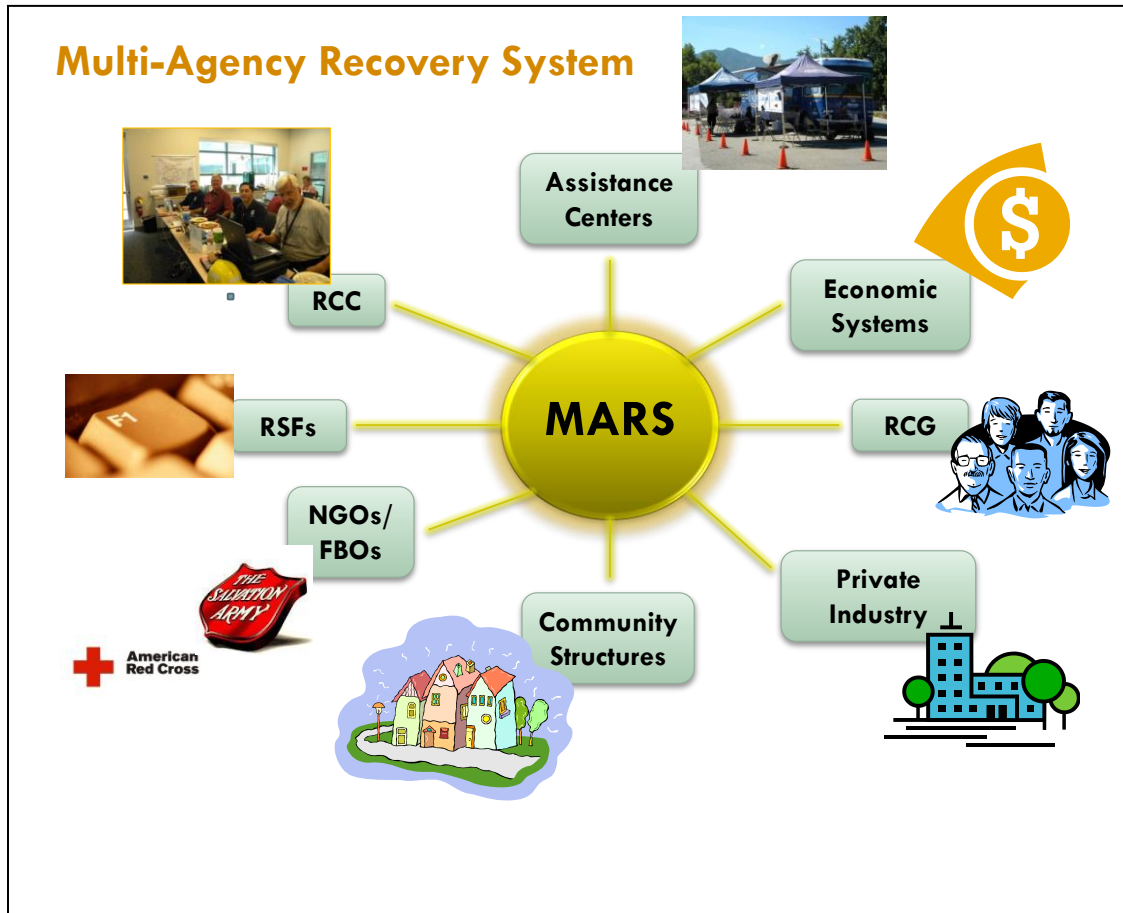 Multi-Agency Recovery System
Assistance
Centers
$
Economic
Systems
RCC
MARS
F1
RSFs
RCG
NGOs/
FBOs
Private
Industry
THE
SALVATION
ARMY
Community
Structures
American
Red Cross